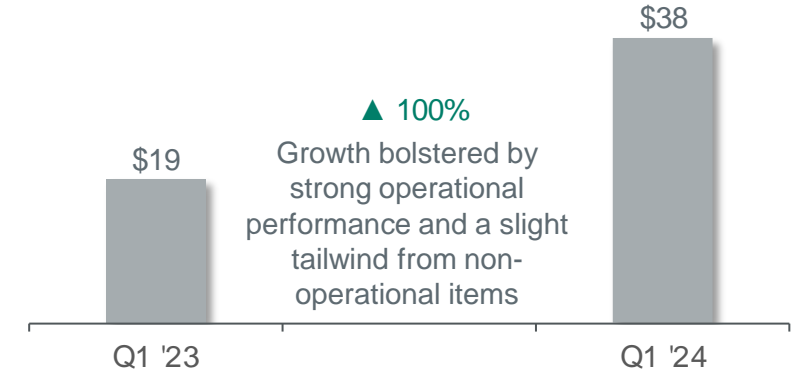 $38
▲ 100%
$19
Growth bolstered by
strong operational
performance and a slight
tailwind from non-
operational items
Q1 '23
Q1 '24